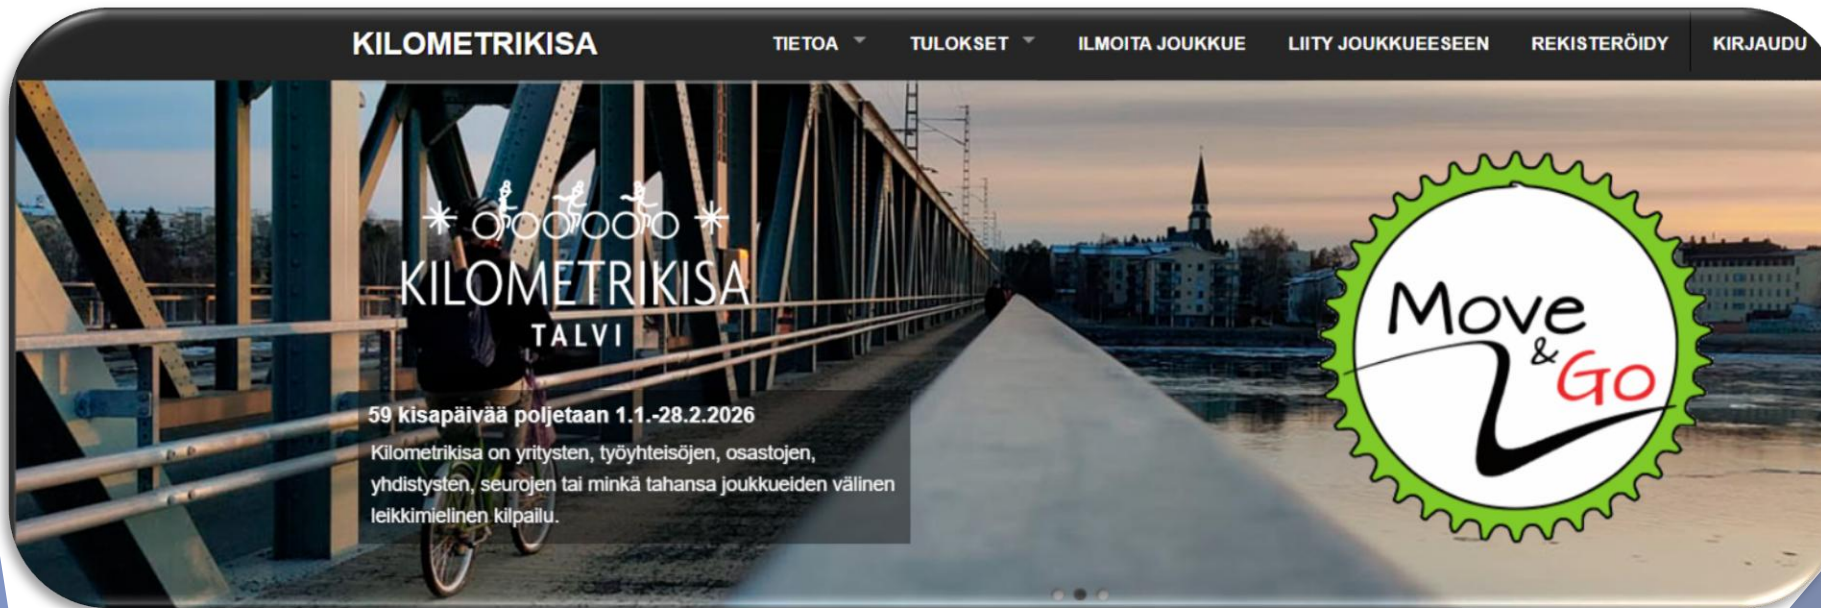 KILOMETRIKISA
TIETOA
TULOKSET
ILMOITA JOUKKUE
LIITY JOUKKUEESEEN
REKISTERÖIDY
KIRJAUDU
KILOMETRIKISA
TALVI
59 kisapäivää poljetaan 1.1.-28.2.2026
Kilometrikisa on yritysten, työyhteisöjen, osastojen,
yhdistysten, seurojen tai minkä tahansa joukkueiden välinen
leikkimielinen kilpailu.
Move
&
Go